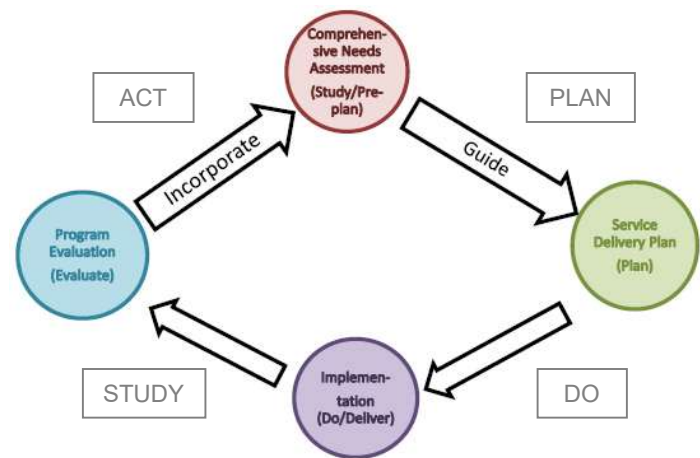 Comprehen-
sive Needs
Assessment
(Study/Pre-
plan)
ACT
PLAN
Incorporate
Guide
Program
Evaluation
(Evaluate)
Service
Delivery Plan
(Plan)
STUDY
Implemen-
tation
(Do/Deliver)
DO